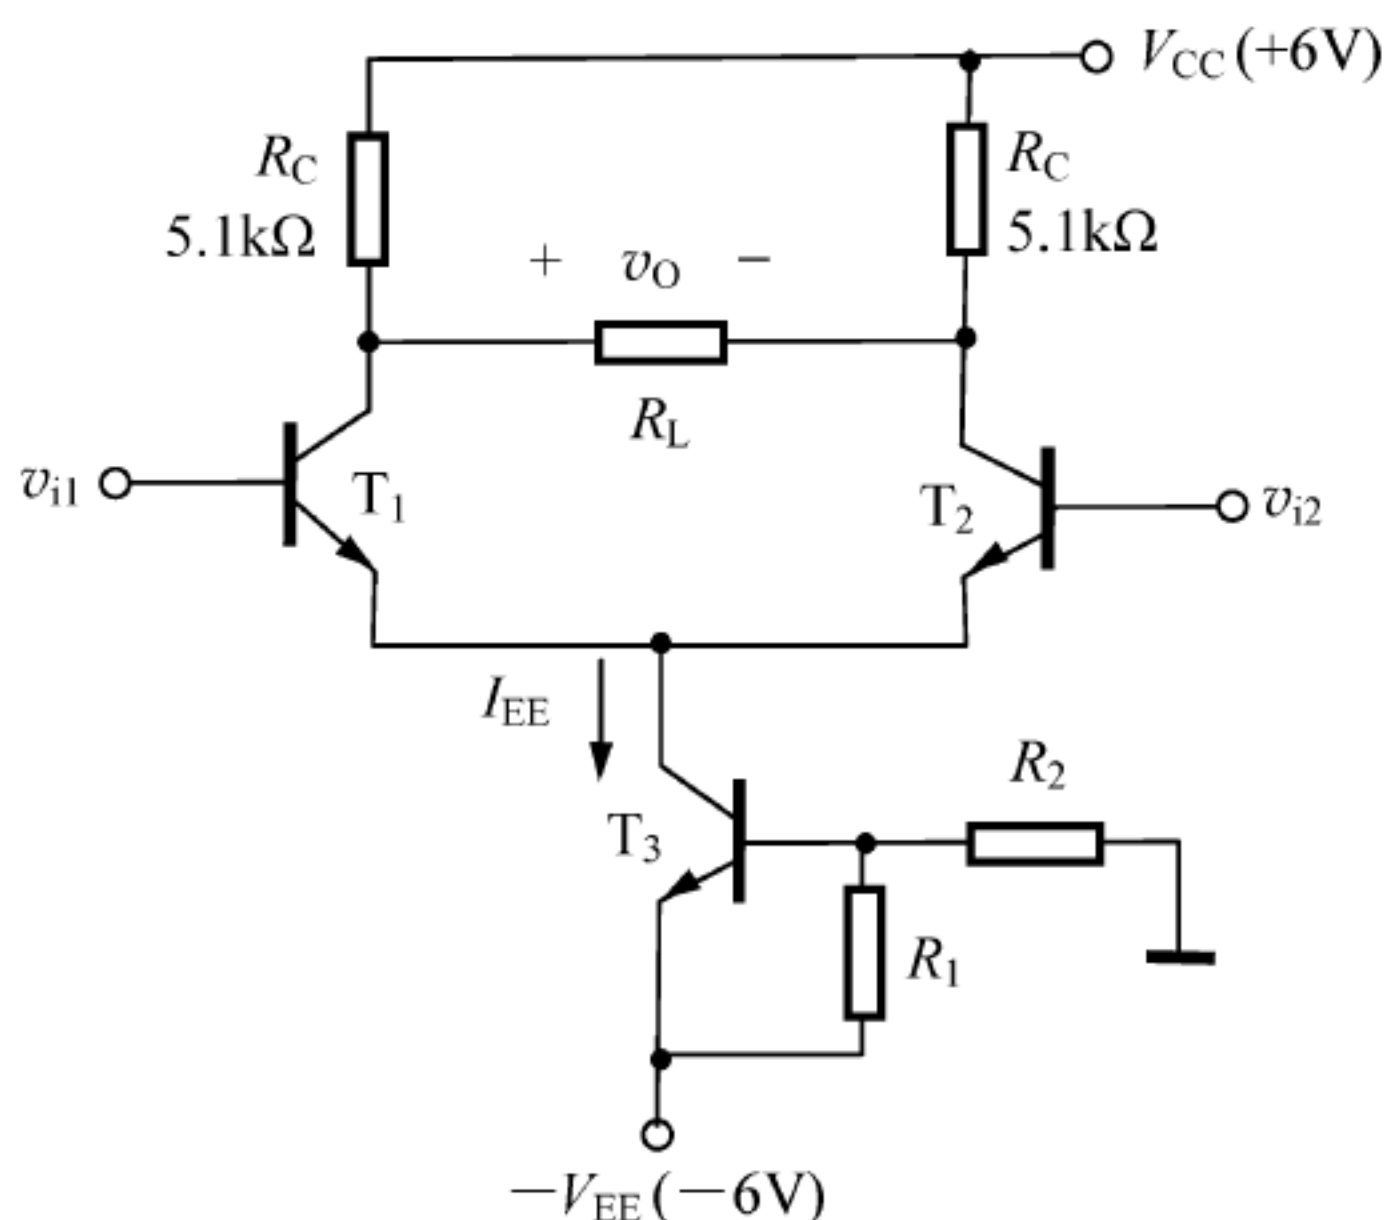 V_CC (+6V)
R_C
5.1kΩ
R_C
5.1kΩ
+ v_O −
R_L
v_i1
T_1
T_2
v_i2
I_EE
R_2
T_3
R_1
−V_EE (−6V)